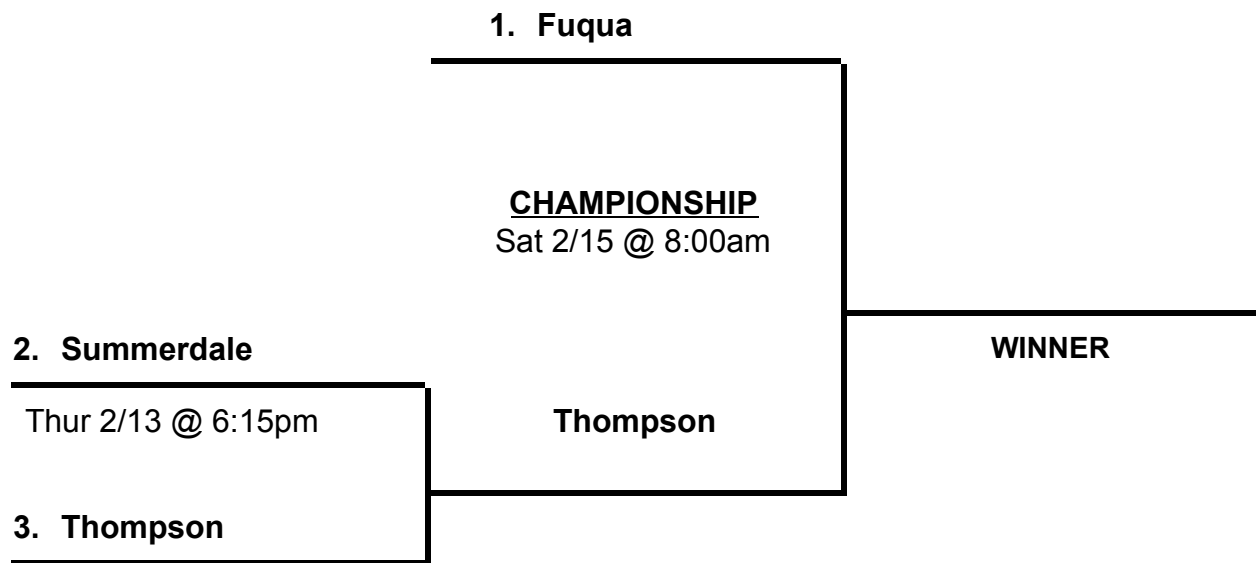 1. Fuqua
CHAMPIONSHIP
Sat 2/15 @ 8:00am
2. Summerdale
WINNER
Thur 2/13 @ 6:15pm
Thompson
3. Thompson